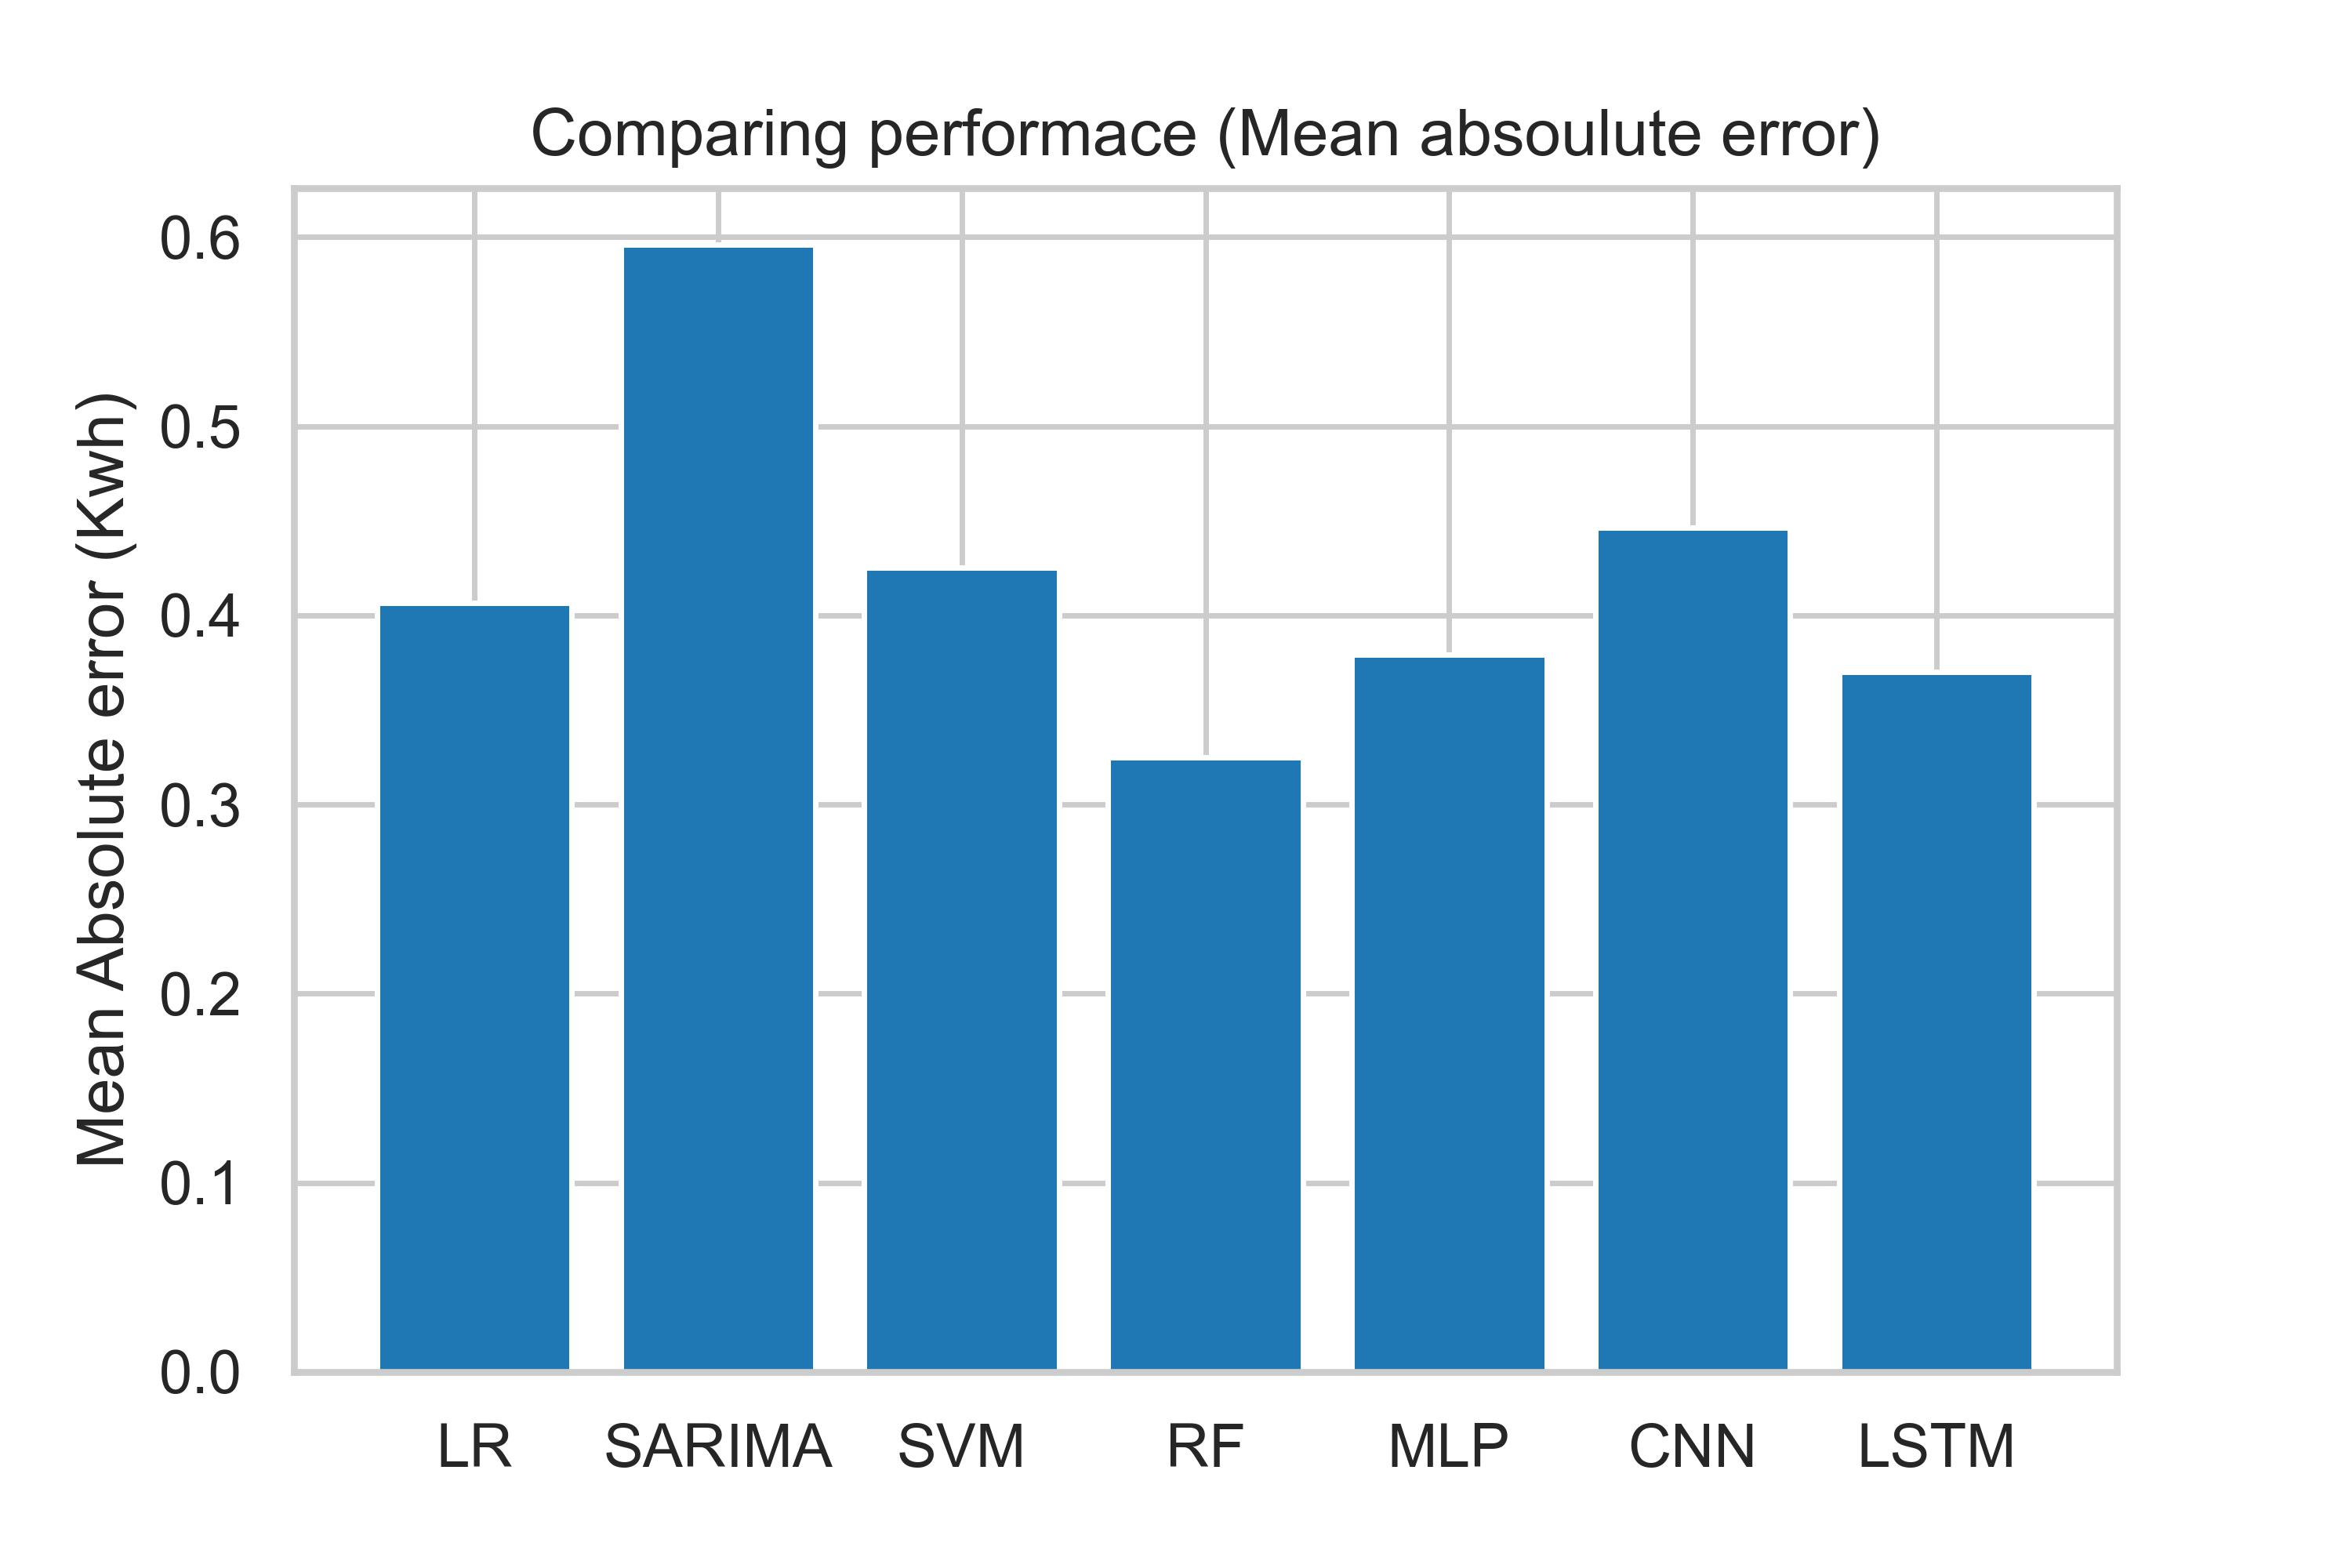 Comparing performace (Mean absoulute error)
Mean Absolute error (Kwh)
0.6
0.5
0.4
0.3
0.2
0.1
0.0
LR SARIMA SVM RF MLP CNN LSTM